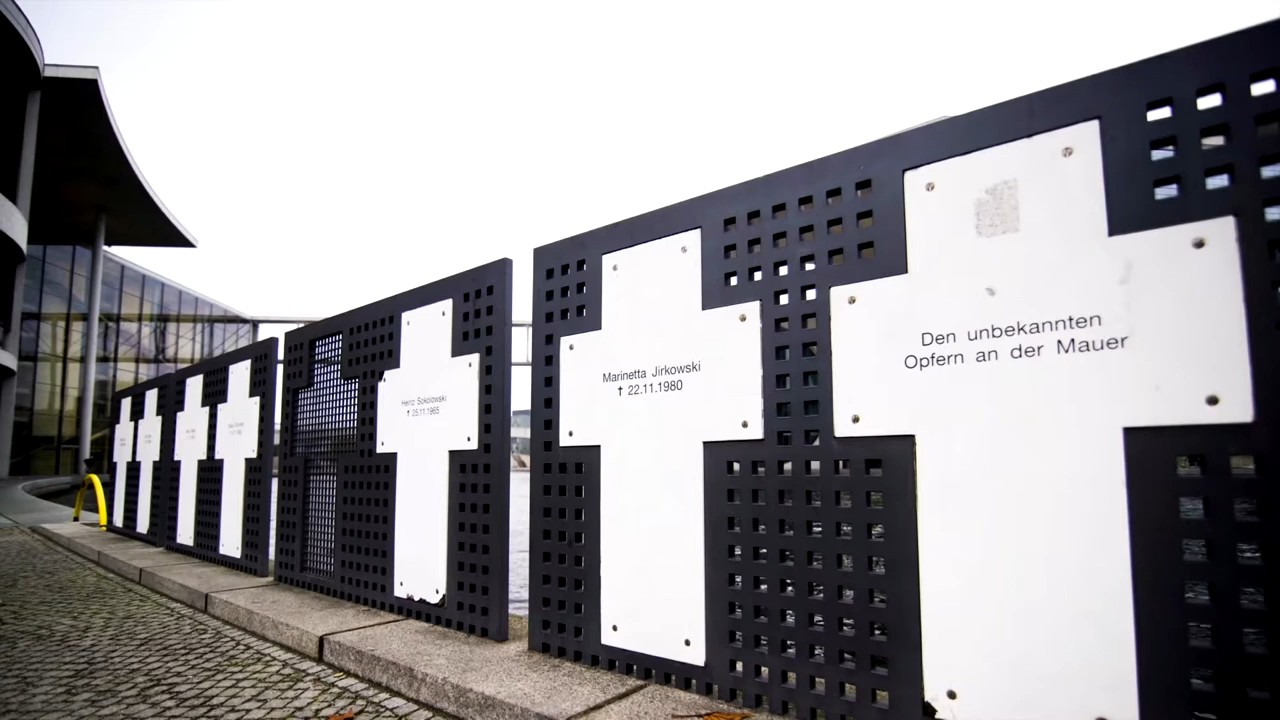 Heinz Sokolowski
† 25.11.1965
Marinetta Jirkowski
† 22.11.1980
Den unbekannten
Opfern an der Mauer